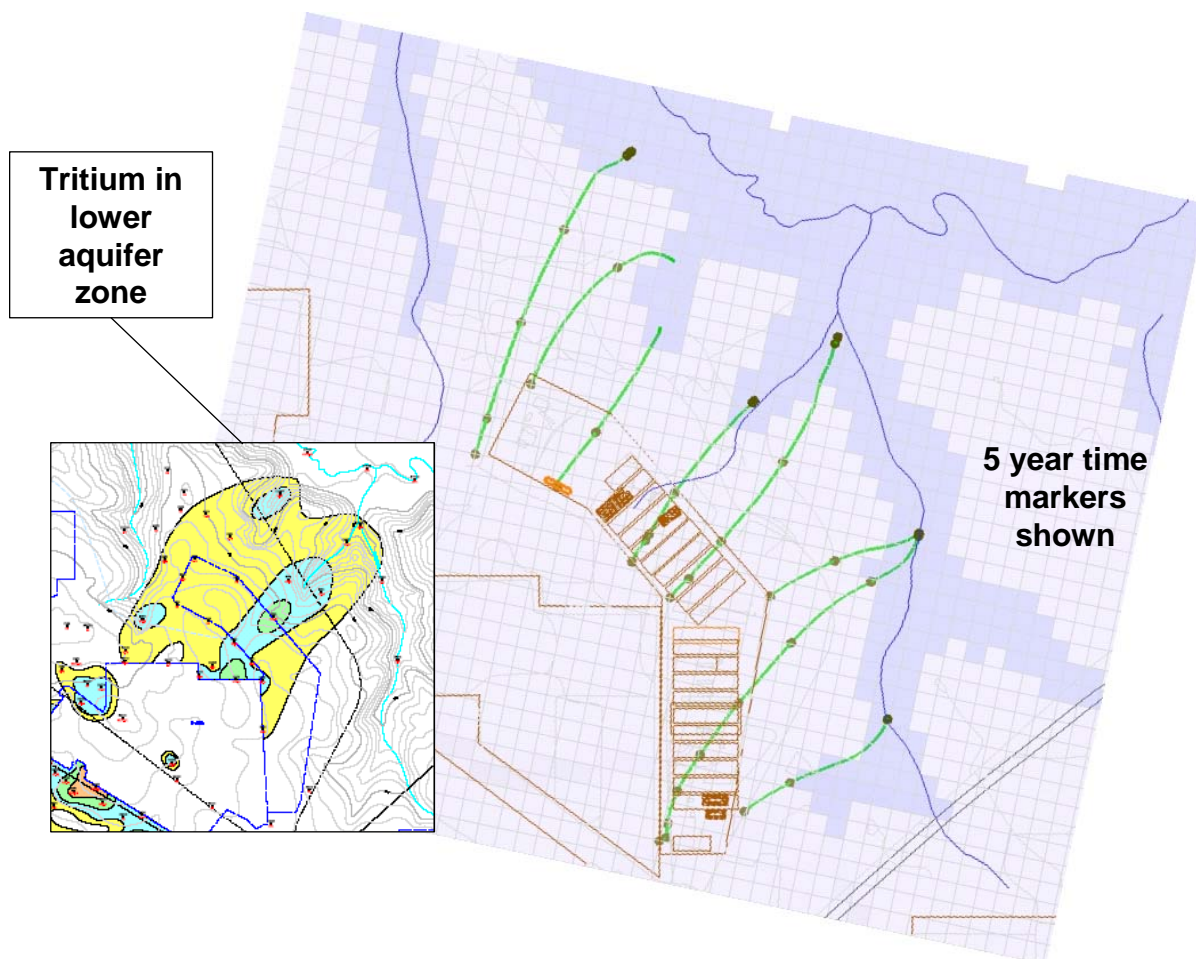 Tritium in
lower
aquifer
zone
5 year time
markers
shown